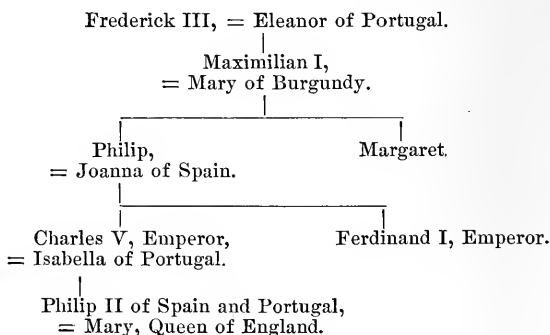 Frederick III, = Eleanor of Portugal.
Maximilian I,
= Mary of Burgundy.
Philip,
= Joanna of Spain.
Margaret.
Charles V, Emperor,
= Isabella of Portugal.
Ferdinand I, Emperor.
Philip II of Spain and Portugal,
= Mary, Queen of England.